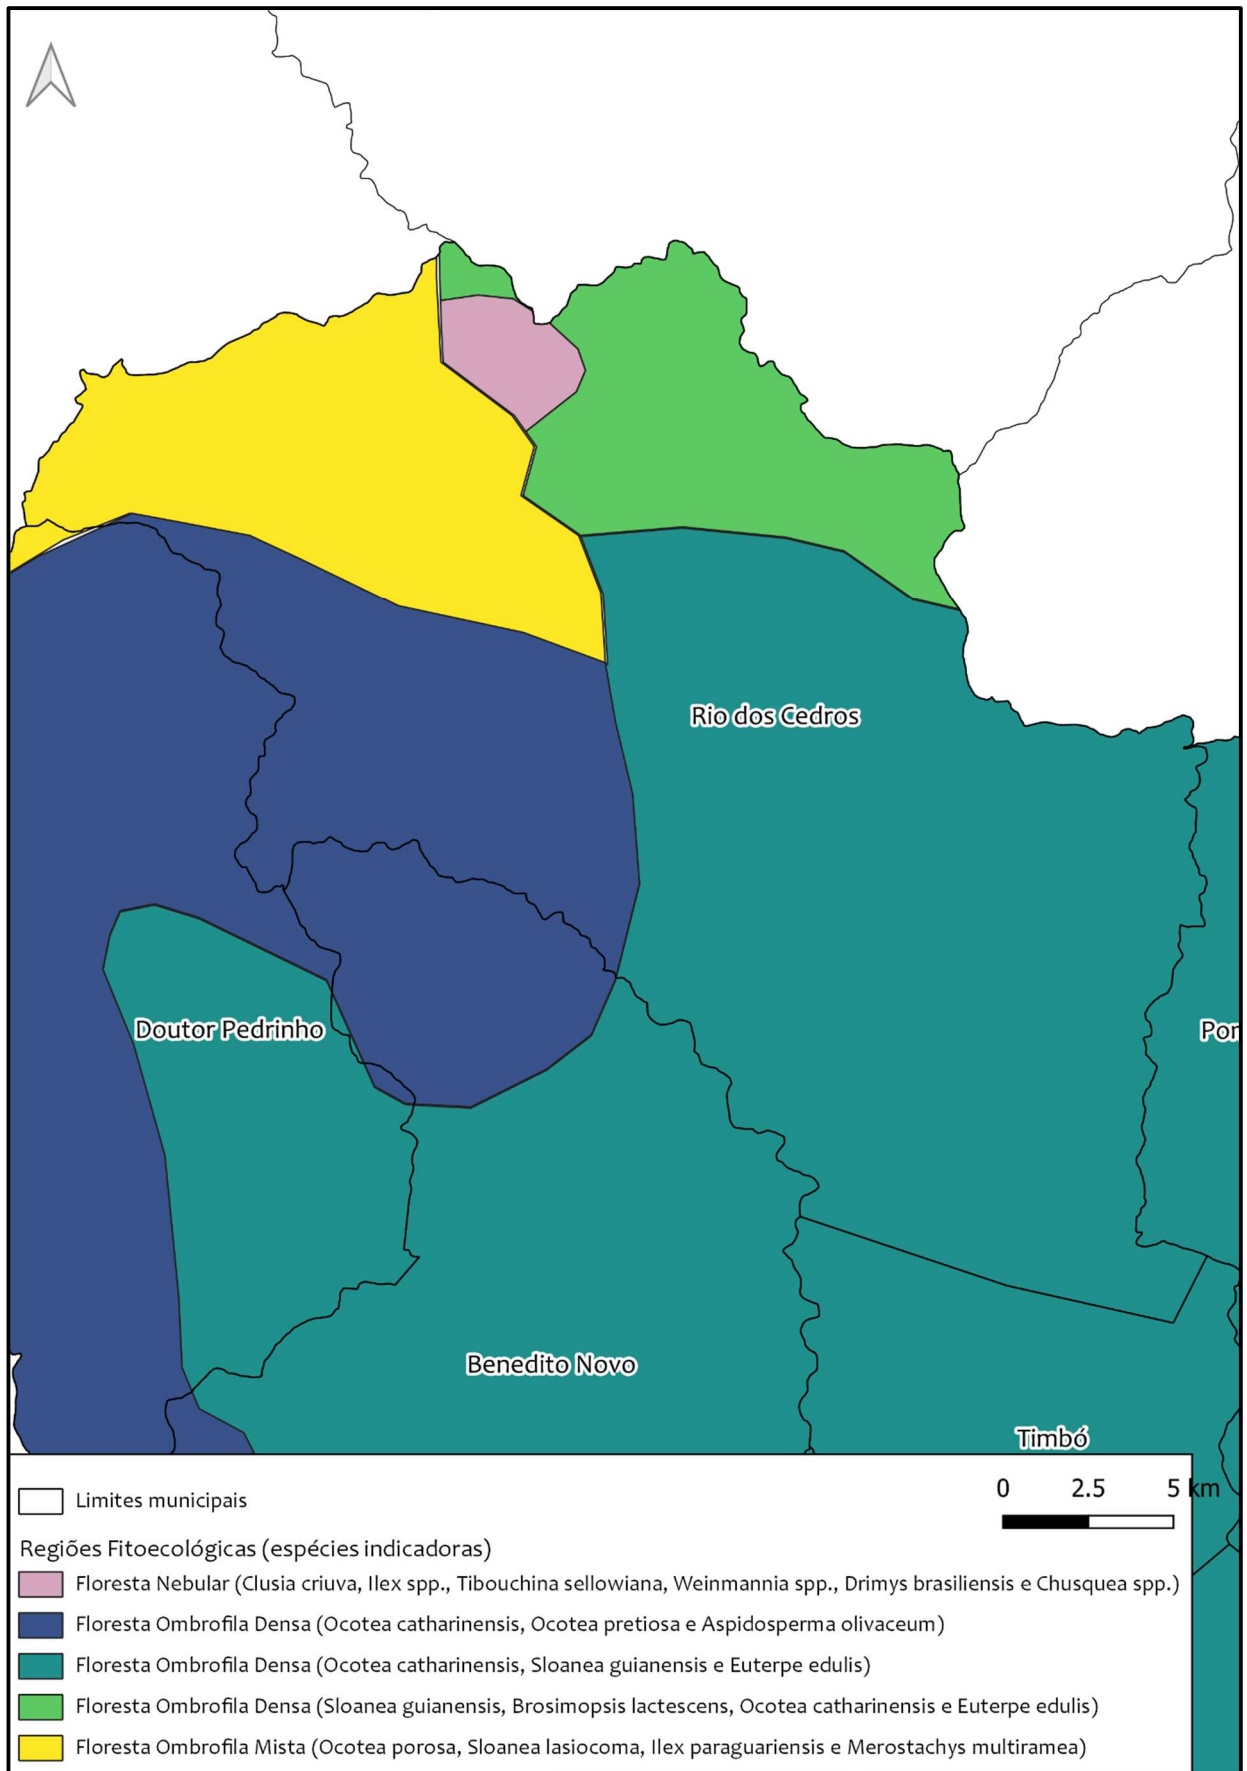 Rio dos Cedros
Doutor Pedrinho
Por
Benedito Novo
Timbó
0 2.5 5 km
Limites municipais
Regiões Fitoecológicas (espécies indicadoras)
Floresta Nebular (Clusia criuva, Ilex spp., Tibouchina sellowiana, Weinmannia spp., Drimys brasiliensis e Chusquea spp.)
Floresta Ombrofila Densa (Ocotea catharinensis, Ocotea pretiosa e Aspidosperma olivaceum)
Floresta Ombrofila Densa (Ocotea catharinensis, Sloanea guianensis e Euterpe edulis)
Floresta Ombrofila Densa (Sloanea guianensis, Brosimopsis lactescens, Ocotea catharinensis e Euterpe edulis)
Floresta Ombrofila Mista (Ocotea porosa, Sloanea lasiocoma, Ilex paraguariensis e Merostachys multiramea)